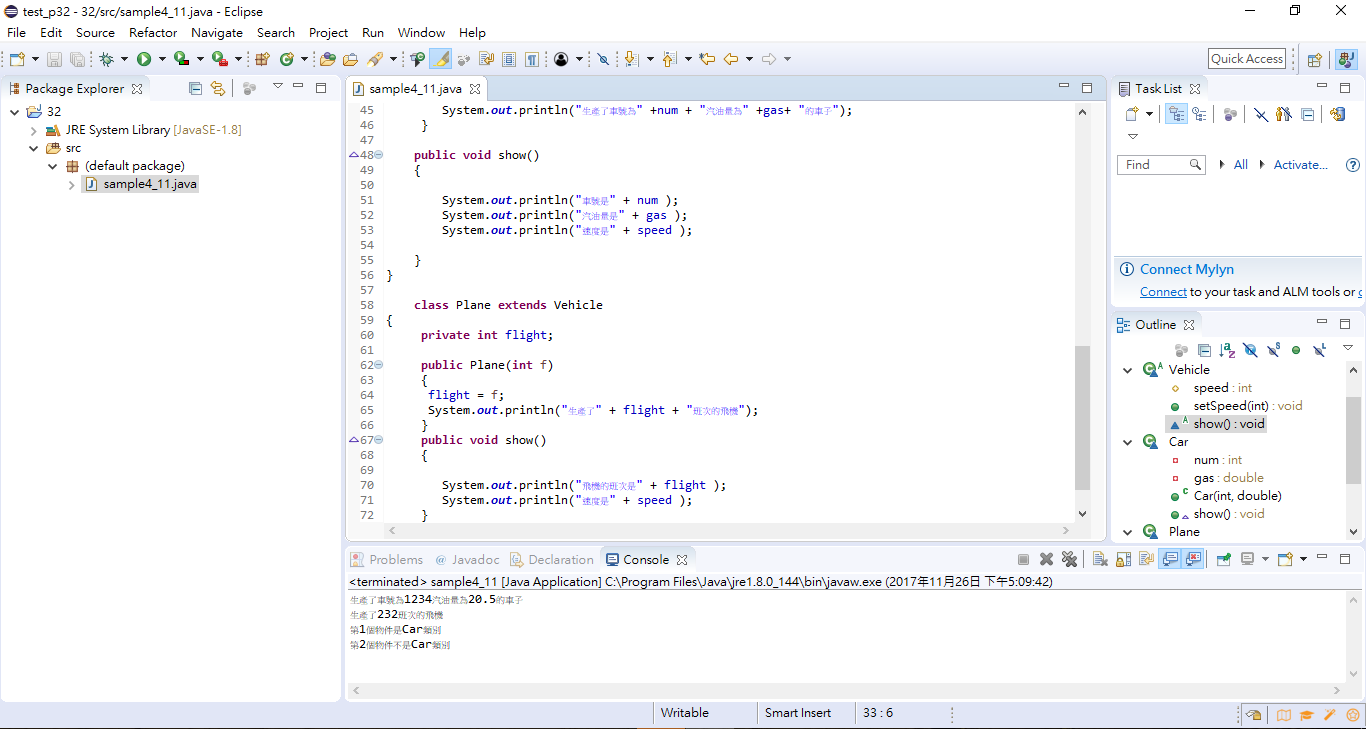 test_p32 - 32/src/sample4_11.java - Eclipse
File Edit Source Refactor Navigate Search Project Run Window Help
Quick Access
Package Explorer
32
JRE System Library [JavaSE-1.8]
src
(default package)
sample4_11.java
sample4_11.java
45 System.out.println("生產了車號為" +num + "汽油量為" +gas+ "的車子");
46 }
47
48 public void show()
49 {
50
51 System.out.println("車號是" + num );
52 System.out.println("汽油量是" + gas );
53 System.out.println("速度是" + speed );
54
55 }
56 }
57
58 class Plane extends Vehicle
59 {
60 private int flight;
61
62 public Plane(int f)
63 {
64 flight = f;
65 System.out.println("生產了" + flight + "班次的飛機");
66 }
67 public void show()
68 {
69
70 System.out.println("飛機的班次是" + flight );
71 System.out.println("速度是" + speed );
72 }
Task List
Find All Activate...
Connect Mylyn
Connect to your task and ALM tools or
Outline
Vehicle
speed : int
setSpeed(int) : void
show() : void
Car
num : int
gas : double
Car(int, double)
show() : void
Plane
Problems @ Javadoc Declaration Console
<terminated> sample4_11 [Java Application] C:\Program Files\Java\jre1.8.0_144\bin\javaw.exe (2017年11月26日 下午5:09:42)
生產了車號為1234汽油量為20.5的車子
生產了232班次的飛機
第1個物件是Car類別
第2個物件不是Car類別
Writable Smart Insert 33 : 6